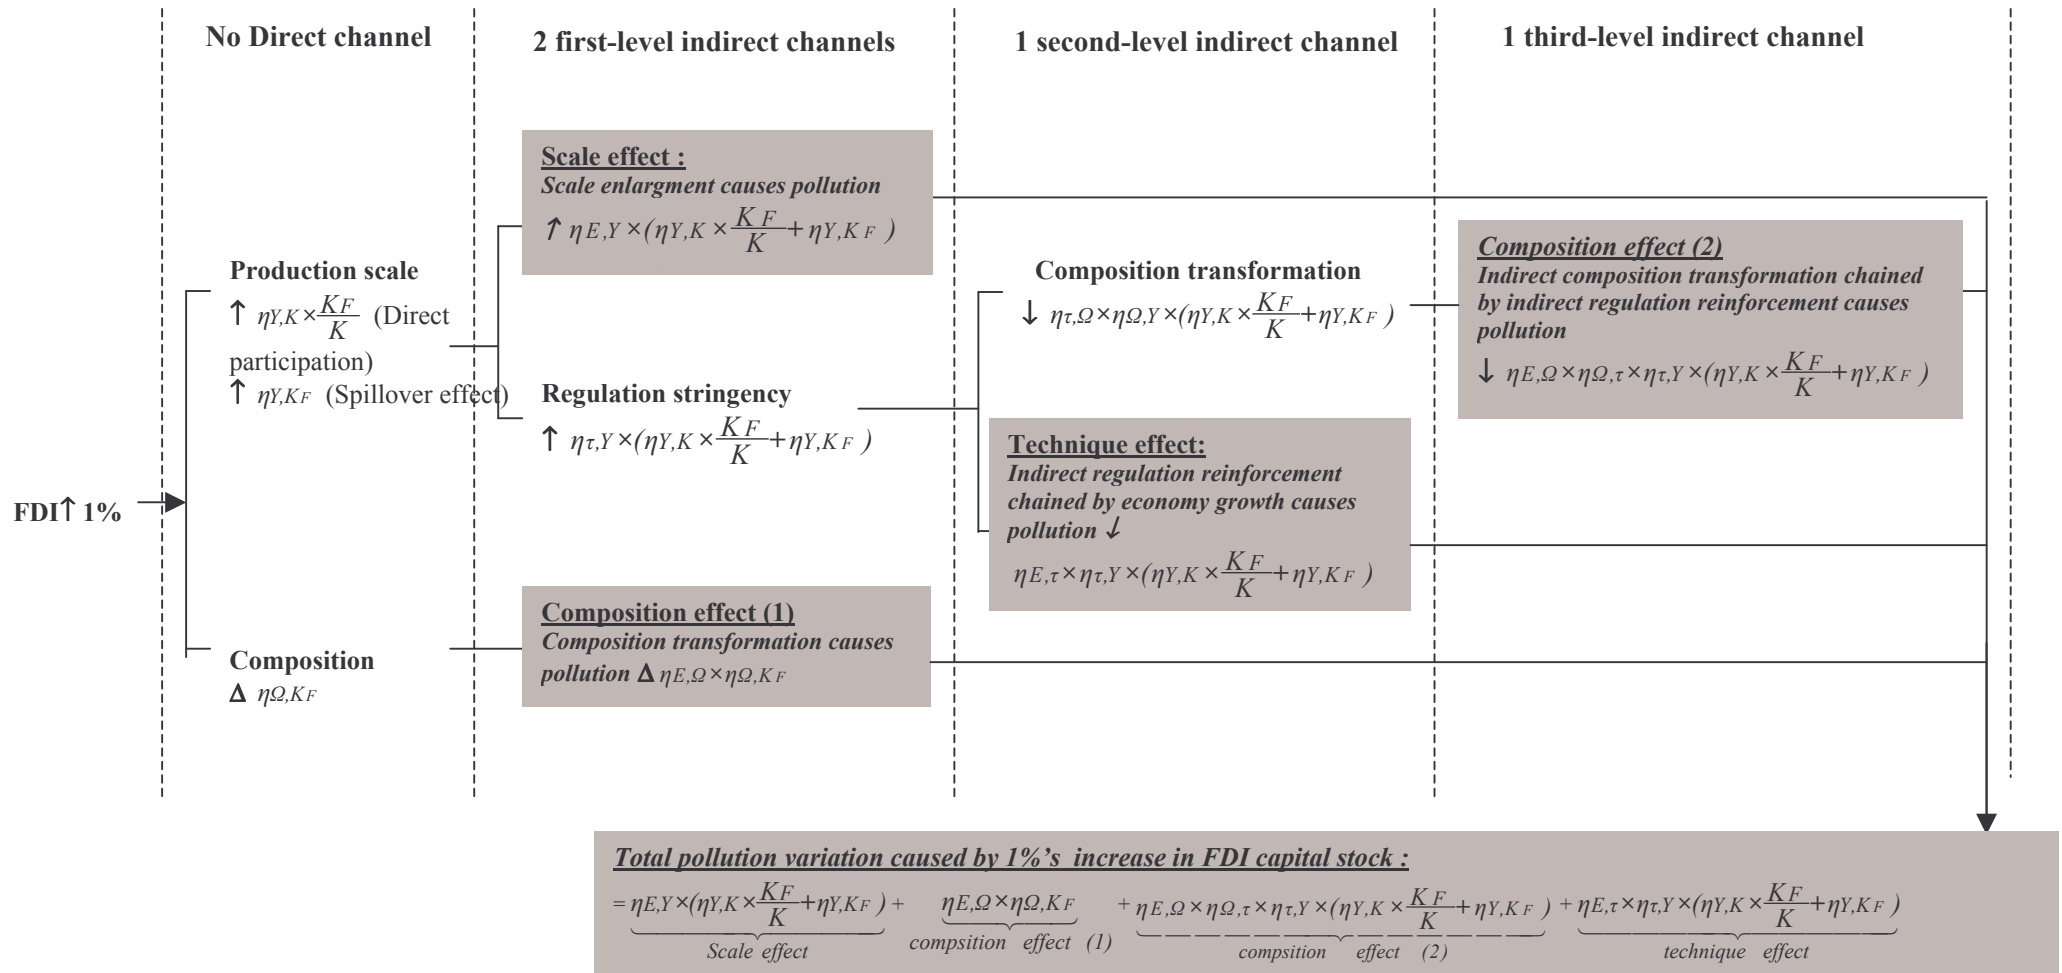 No Direct channel
2 first-level indirect channels
1 second-level indirect channel
1 third-level indirect channel
FDI↑ 1%
Production scale
↑ ηY,K × KF/K (Direct
participation)
↑ ηY,KF (Spillover effect)
Composition
Δ ηΩ,KF
Scale effect :
Scale enlargment causes pollution
↑ ηE,Y ×(ηY,K × KF/K + ηY,KF )
Regulation stringency
↑ ητ,Y ×(ηY,K × KF/K + ηY,KF )
Composition effect (1)
Composition transformation causes
pollution Δ ηE,Ω×ηΩ,KF
Composition transformation
↓ ητ,Ω×ηΩ,Y ×(ηY,K × KF/K + ηY,KF )
Technique effect:
Indirect regulation reinforcement
chained by economy growth causes
pollution ↓
ηE,τ×ητ,Y ×(ηY,K × KF/K + ηY,KF )
Composition effect (2)
Indirect composition transformation chained
by indirect regulation reinforcement causes
pollution
↓ ηE,Ω×ηΩ,τ×ητ,Y ×(ηY,K × KF/K + ηY,KF )
Total pollution variation caused by 1%'s increase in FDI capital stock :
= ηE,Y ×(ηY,K × KF/K + ηY,KF ) + ηE,Ω×ηΩ,KF + ηE,Ω×ηΩ,τ×ητ,Y ×(ηY,K × KF/K + ηY,KF ) + ηE,τ×ητ,Y ×(ηY,K × KF/K + ηY,KF )
Scale effect compsition effect (1) compsition effect (2) technique effect